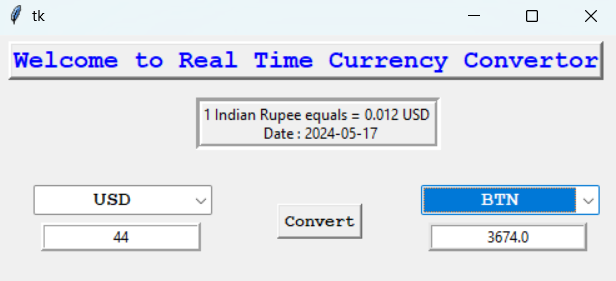 tk
Welcome to Real Time Currency Convertor
1 Indian Rupee equals = 0.012 USD
Date : 2024-05-17
USD
BTN
Convert
44
3674.0